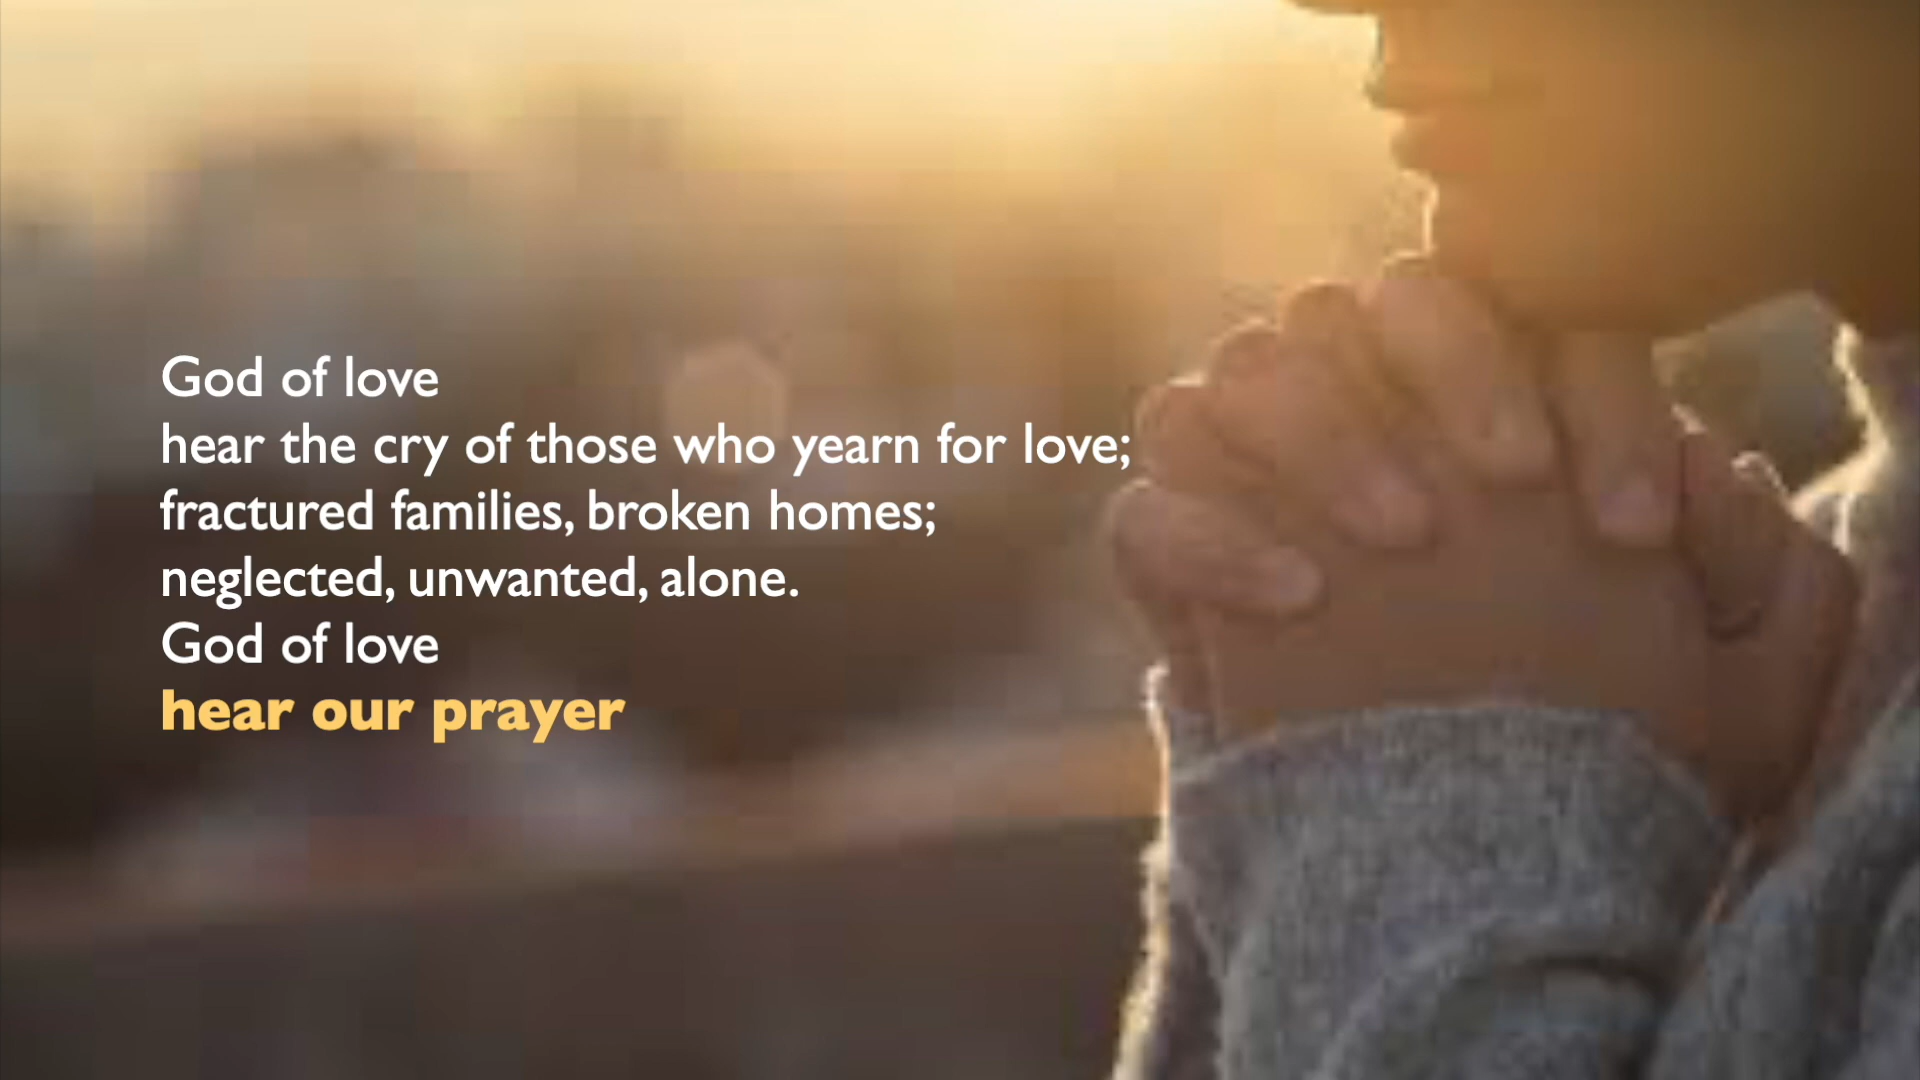 God of love
hear the cry of those who yearn for love;
fractured families, broken homes;
neglected, unwanted, alone.
God of love
hear our prayer